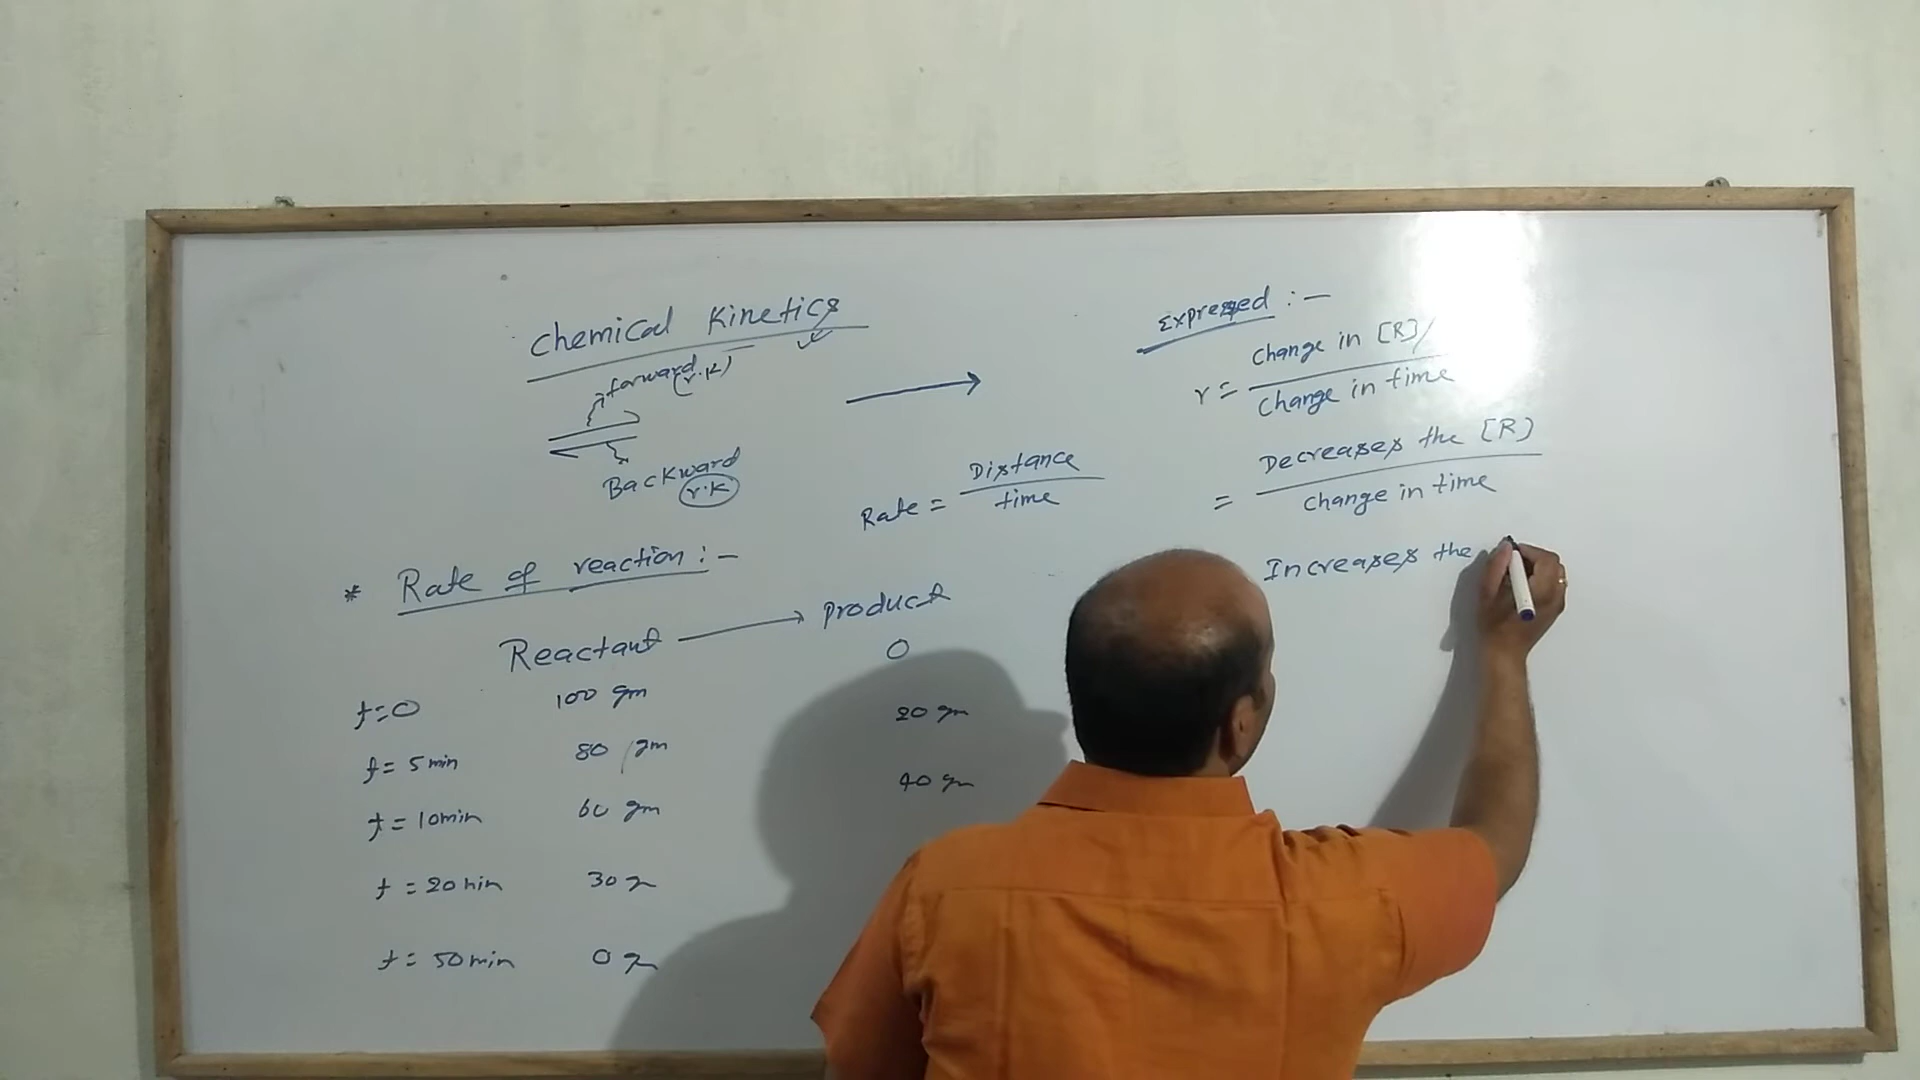 Chemical Kinetics
forward (r.K)
Backward
r.K
Rate = Distance
time
* Rate of reaction :-
Reactant → Product
0
t=0 100 gm
20 gm
t= 5 min 80 gm
40 gm
t= 10 min 60 gm
t = 20 min 30 g
t= 50 min 0 g
Expressed :-
r = Change in [R]/
Change in time
= Decreases the [R]
Change in time
Increases the